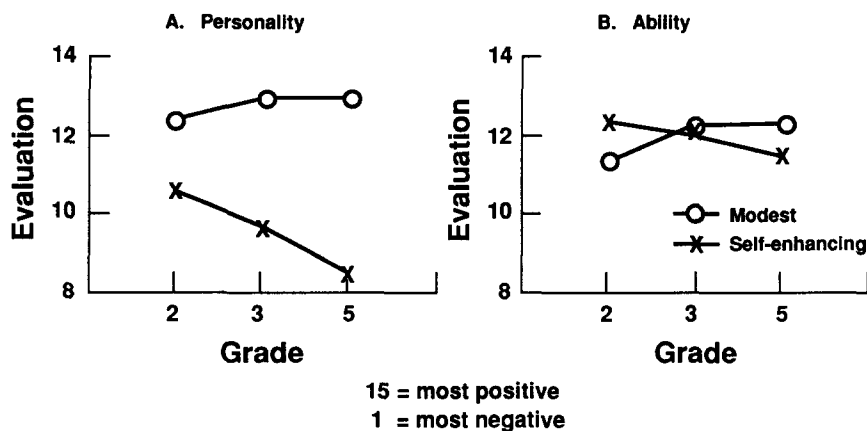 A. Personality
14
12
10
8
Evaluation
2 3 5
Grade
B. Ability
14
12
10
8
Evaluation
Modest
Self-enhancing
2 3 5
Grade
15 = most positive
1 = most negative